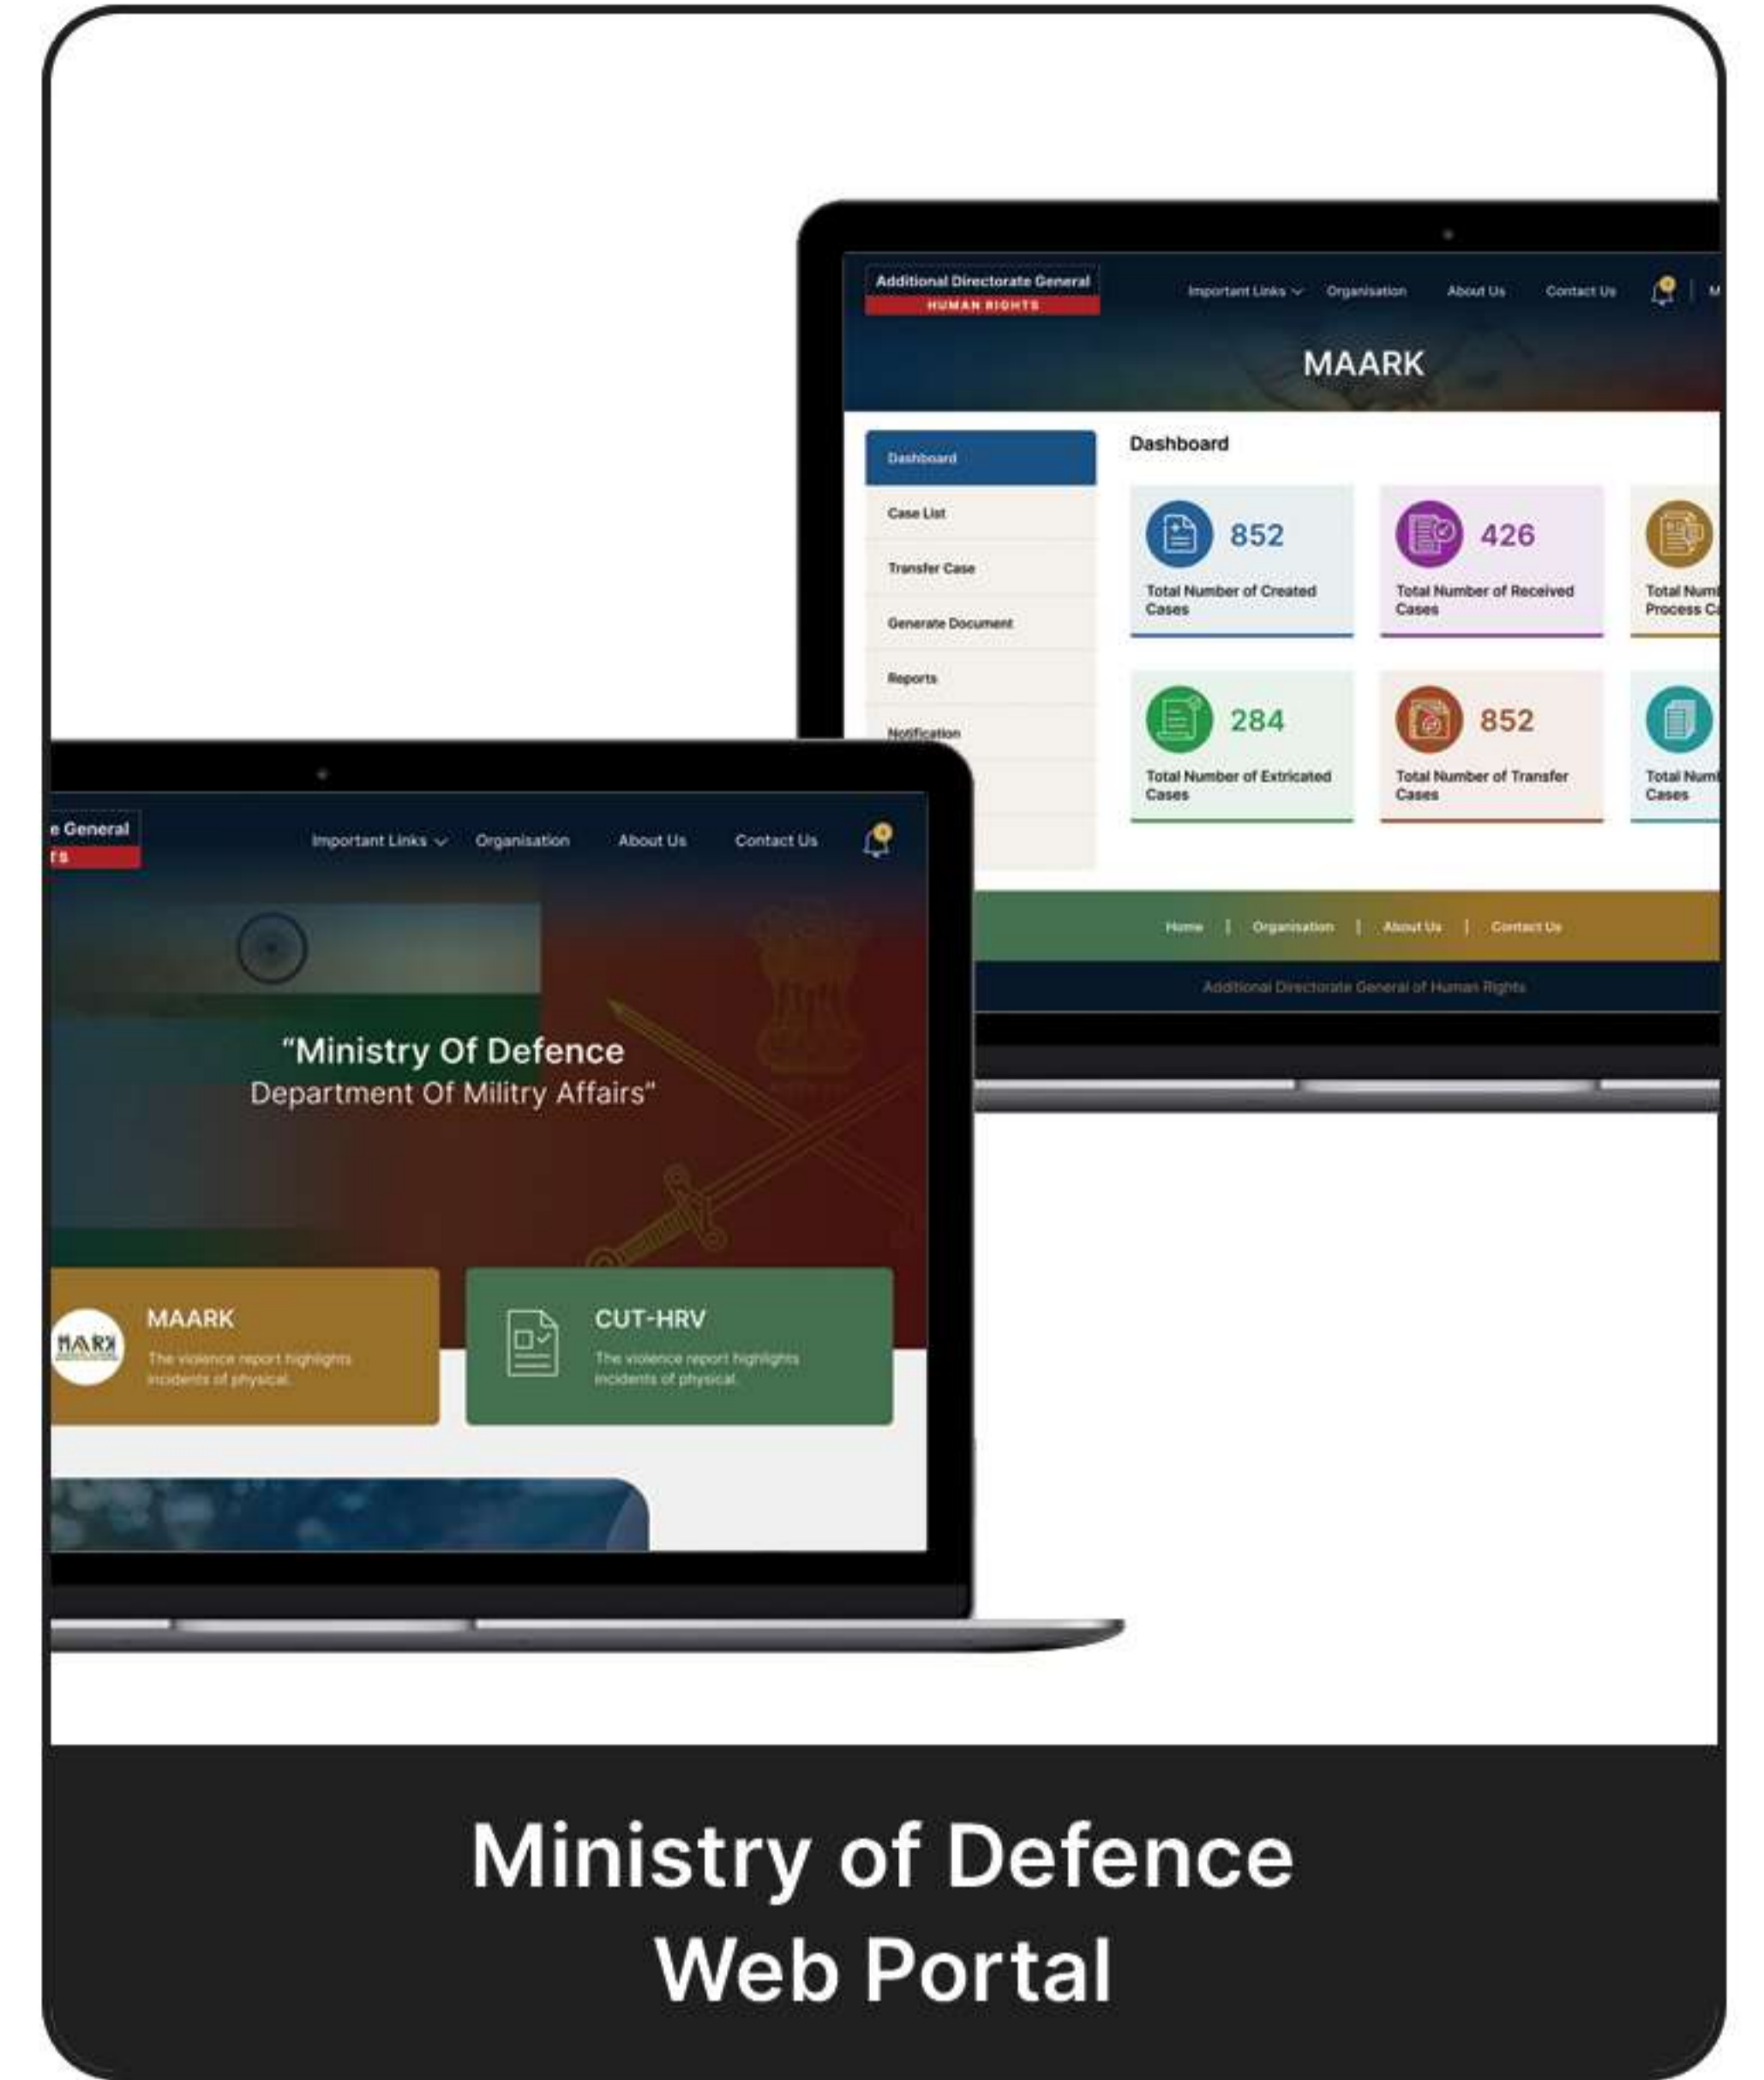 Additional Directorate General
HUMAN RIGHTS
Important Links
Organisation
About Us
Contact Us
MAARK
Dashboard
Case List
Transfer Case
Generate Document
Reports
Notification
Dashboard
852
Total Number of Created
Cases
426
Total Number of Received
Cases
Total
Process
284
Total Number of Extricated
Cases
852
Total Number of Transfer
Cases
Total
Cases
Home | Organisation | About Us | Contact Us
Additional Directorate General of Human Rights
General
Important Links
Organisation
About Us
Contact Us
“Ministry Of Defence
Department Of Militry Affairs”
MAARK
MAARK
The violence report highlights
incidents of physical.
CUT-HRV
The violence report highlights
incidents of physical.
Ministry of Defence
Web Portal